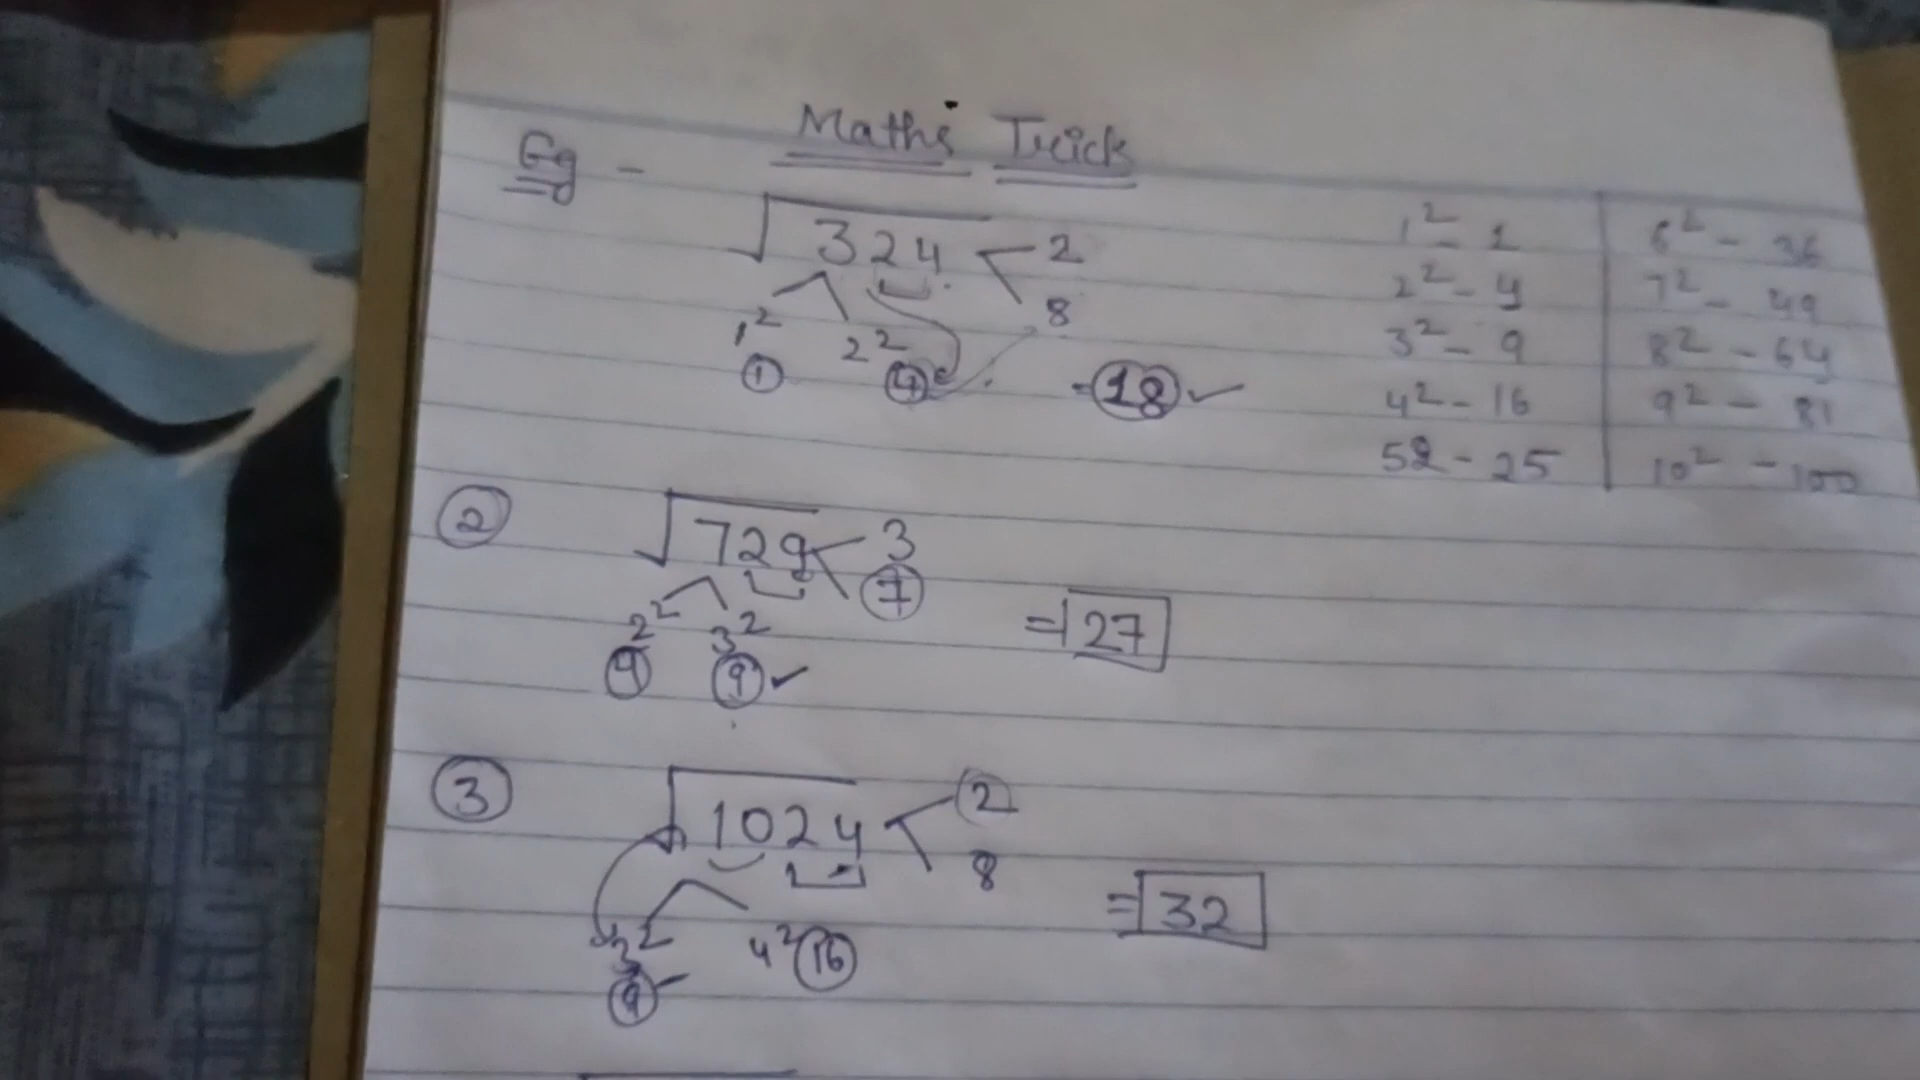 Maths Trick
Eg -
√324 < 2
8
1² 2²
1 4 = 18 ✓
1² - 1 6² - 36
2² - 4 7² - 49
3² - 9 8² - 64
4² - 16 9² - 81
52 - 25 10² - 100
2 √729 < 3
7
2² 3² = 27
4 9 ✓
3 √1024 < 2
8
3² 4² 16 = 32
9 ✓